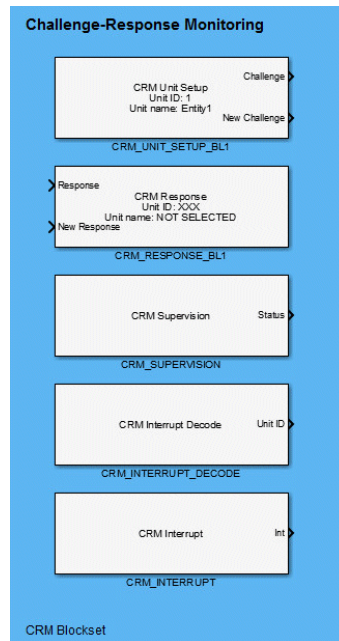 Challenge-Response Monitoring
Challenge
CRM Unit Setup
Unit ID: 1
Unit name: Entity1
New Challenge
CRM_UNIT_SETUP_BL1
Response
CRM Response
Unit ID: XXX
Unit name: NOT SELECTED
New Response
CRM_RESPONSE_BL1
CRM Supervision
Status
CRM_SUPERVISION
CRM Interrupt Decode
Unit ID
CRM_INTERRUPT_DECODE
CRM Interrupt
Int
CRM_INTERRUPT
CRM Blockset